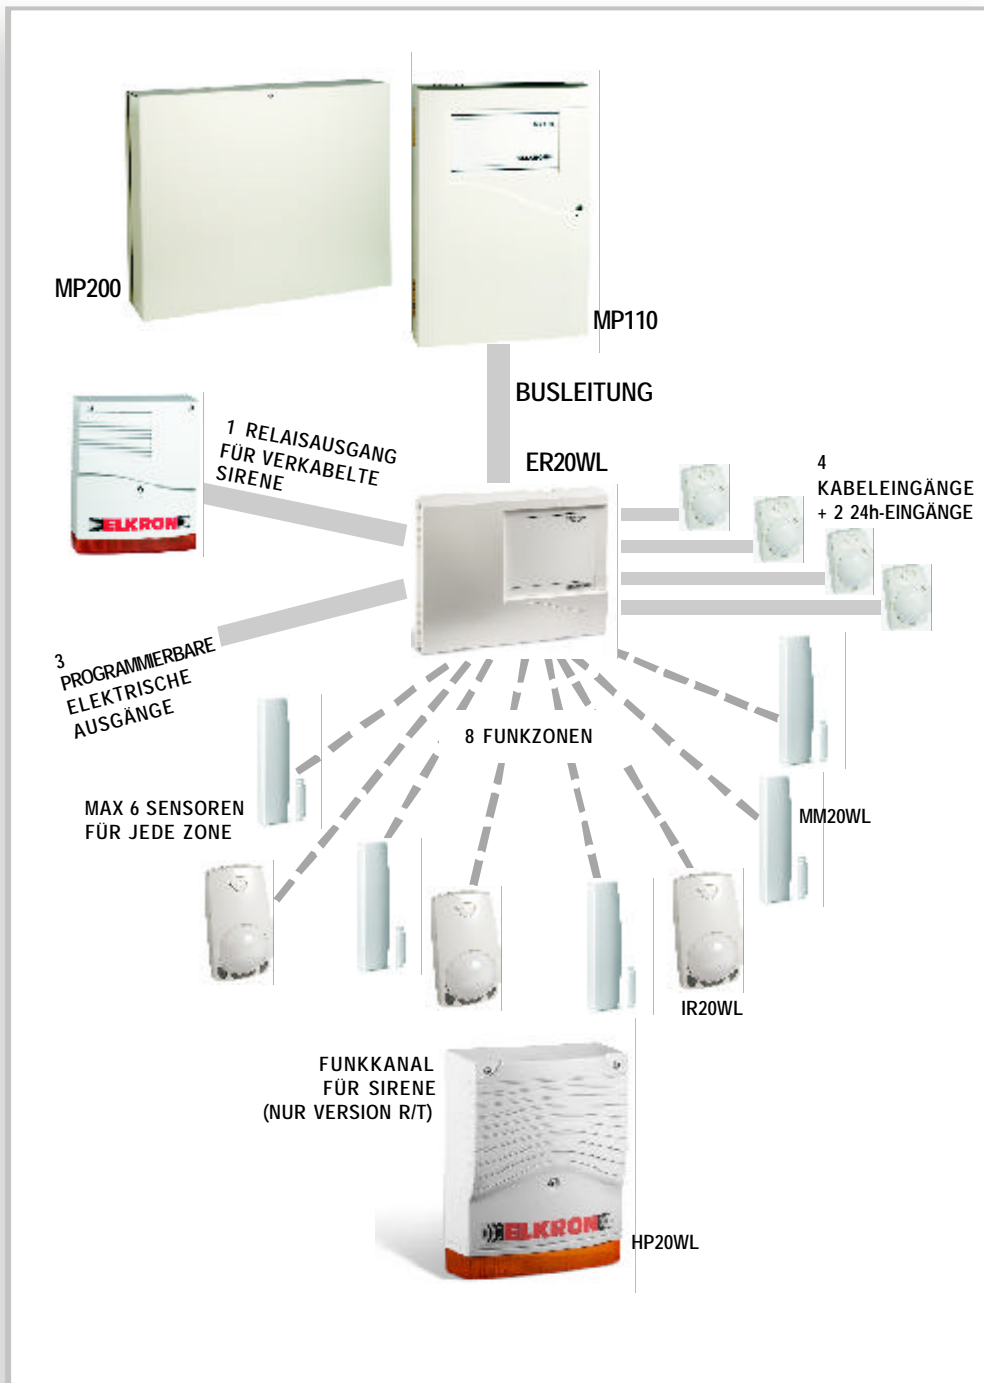 MP200
MP110
BUSLEITUNG
1 RELAISAUSGANG
FÜR VERKABELTE
SIRENE
ER20WL
4
KABELEINGÄNGE
+ 2 24h-EINGÄNGE
ELKRON
3
PROGRAMMIERBARE
ELEKTRISCHE
AUSGÄNGE
8 FUNKZONEN
MAX 6 SENSOREN
FÜR JEDE ZONE
MM20WL
IR20WL
FUNKKANAL
FÜR SIRENE
(NUR VERSION R/T)
ELKRON
HP20WL